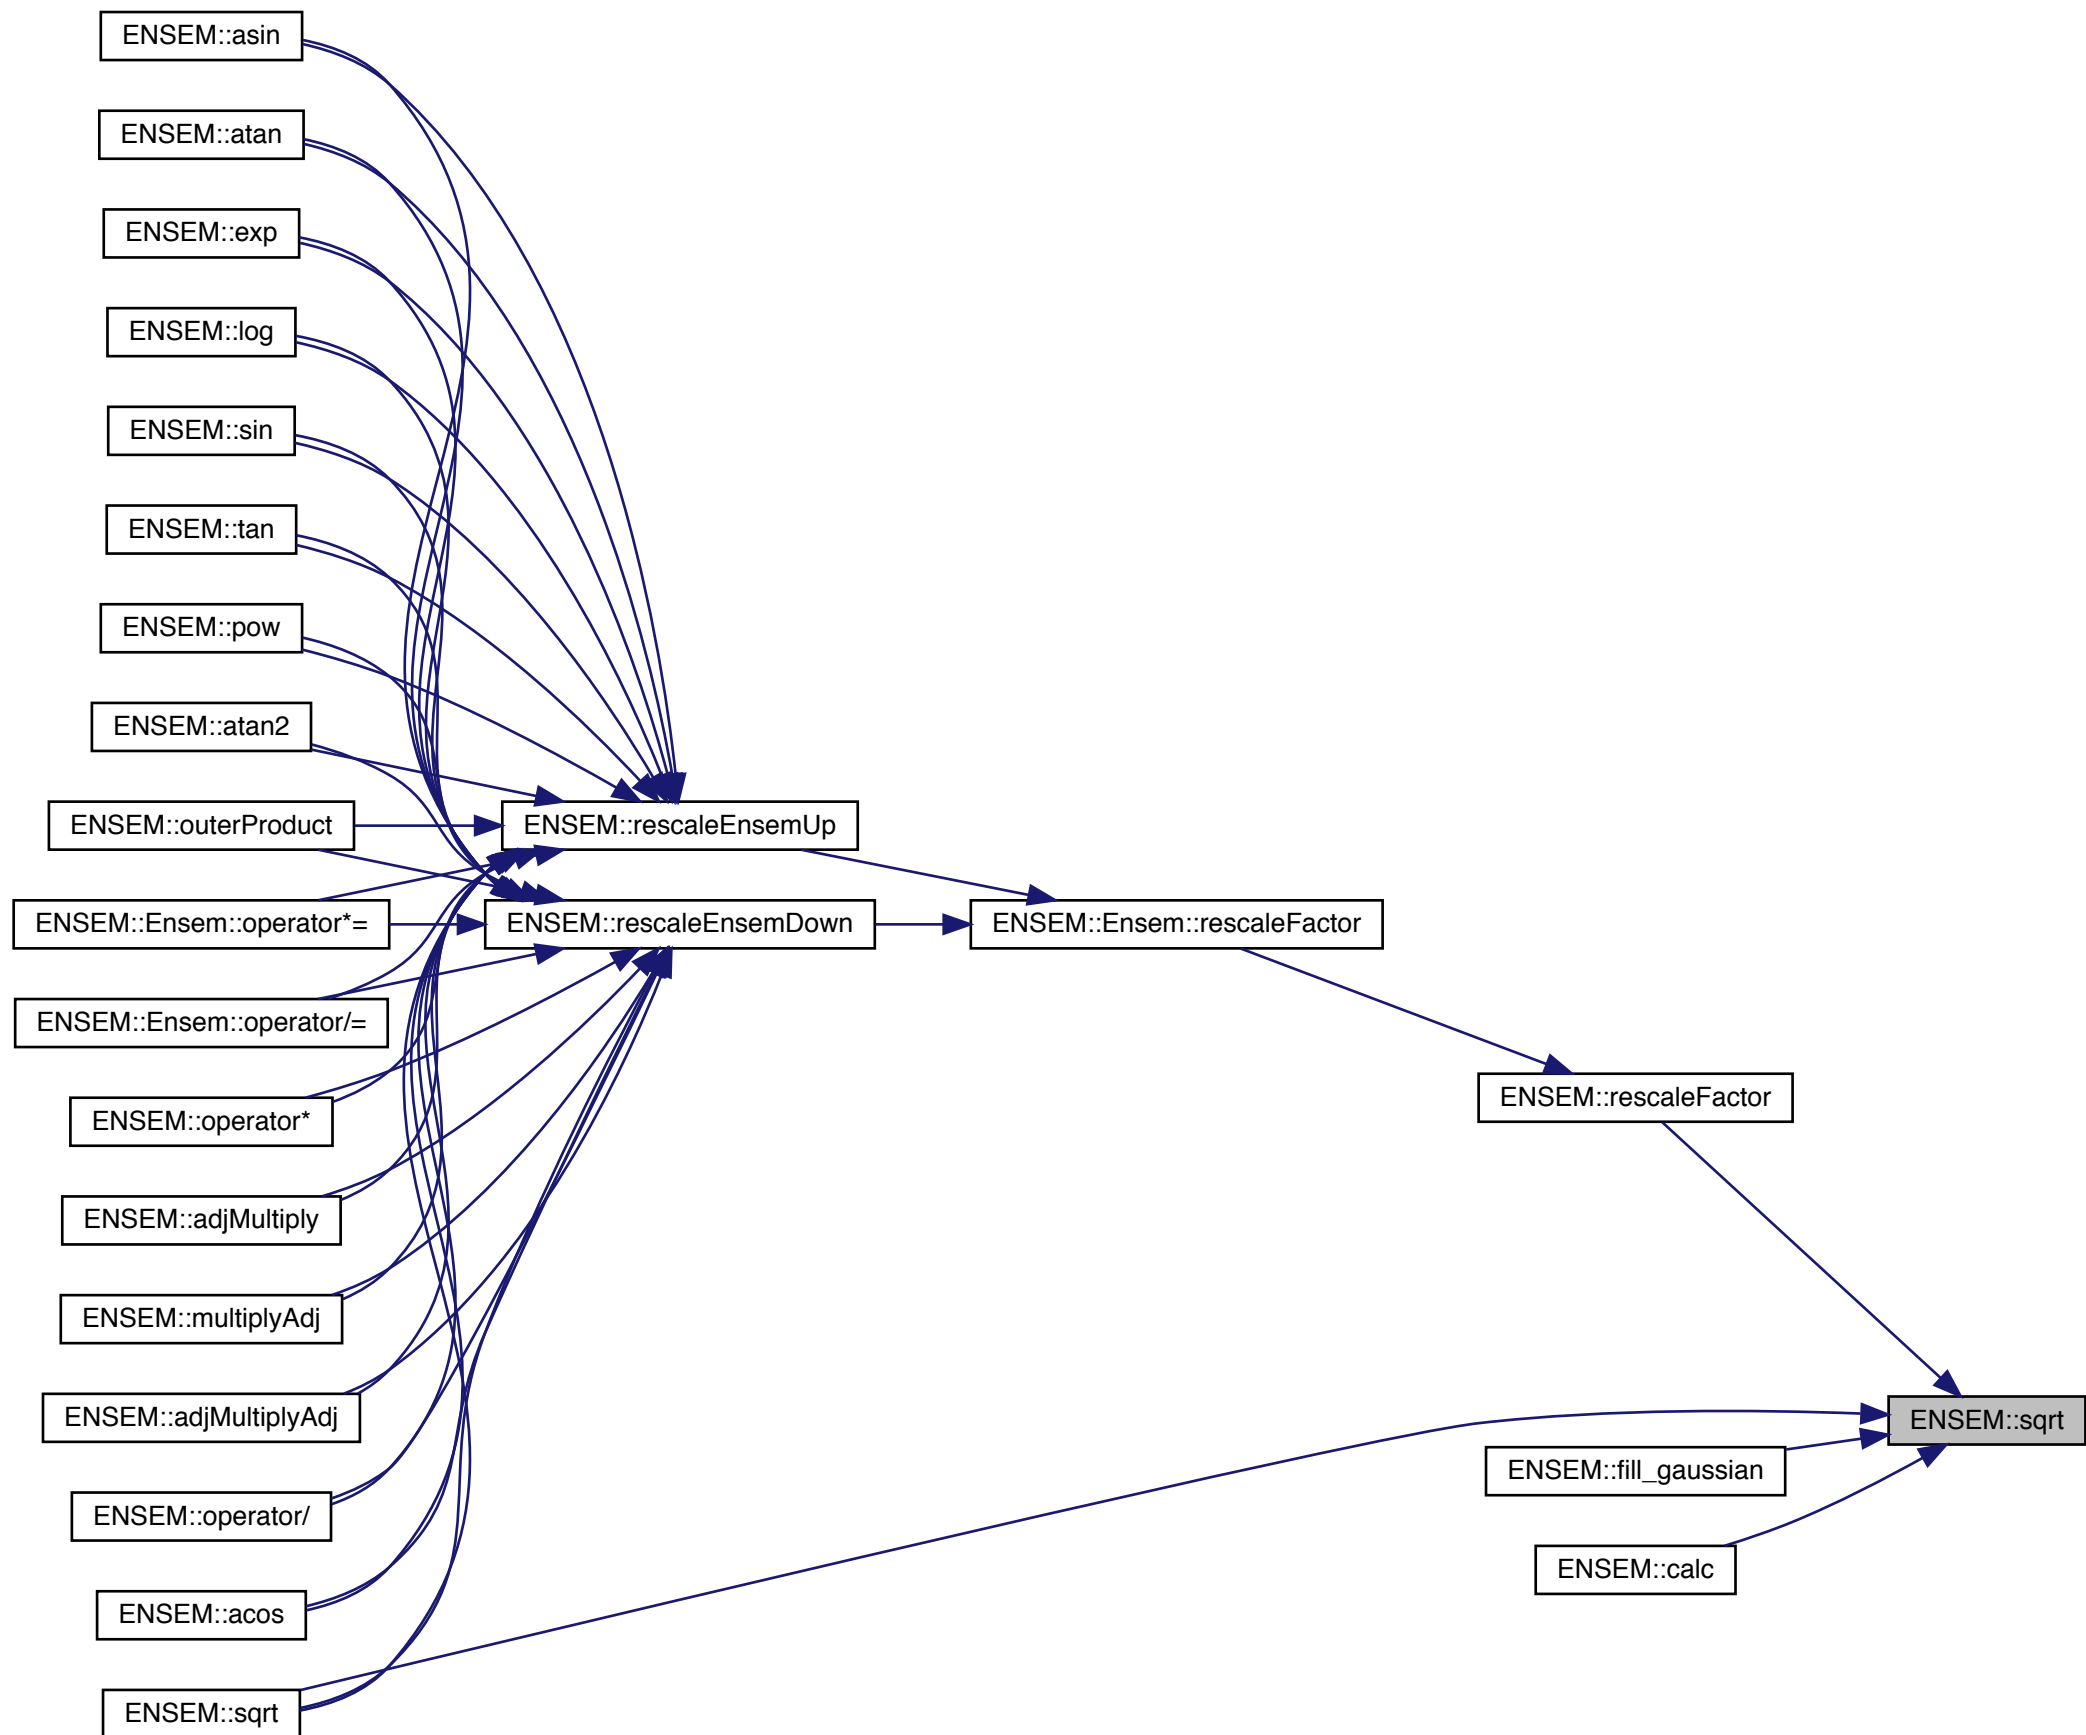 ENSEM::asin
ENSEM::atan
ENSEM::exp
ENSEM::log
ENSEM::sin
ENSEM::tan
ENSEM::pow
ENSEM::atan2
ENSEM::outerProduct
ENSEM::rescaleEnsemUp
ENSEM::Ensem::operator*=
ENSEM::rescaleEnsemDown
ENSEM::Ensem::rescaleFactor
ENSEM::Ensem::operator/=
ENSEM::rescaleFactor
ENSEM::operator*
ENSEM::adjMultiply
ENSEM::multiplyAdj
ENSEM::adjMultiplyAdj
ENSEM::sqrt
ENSEM::fill_gaussian
ENSEM::operator/
ENSEM::calc
ENSEM::acos
ENSEM::sqrt